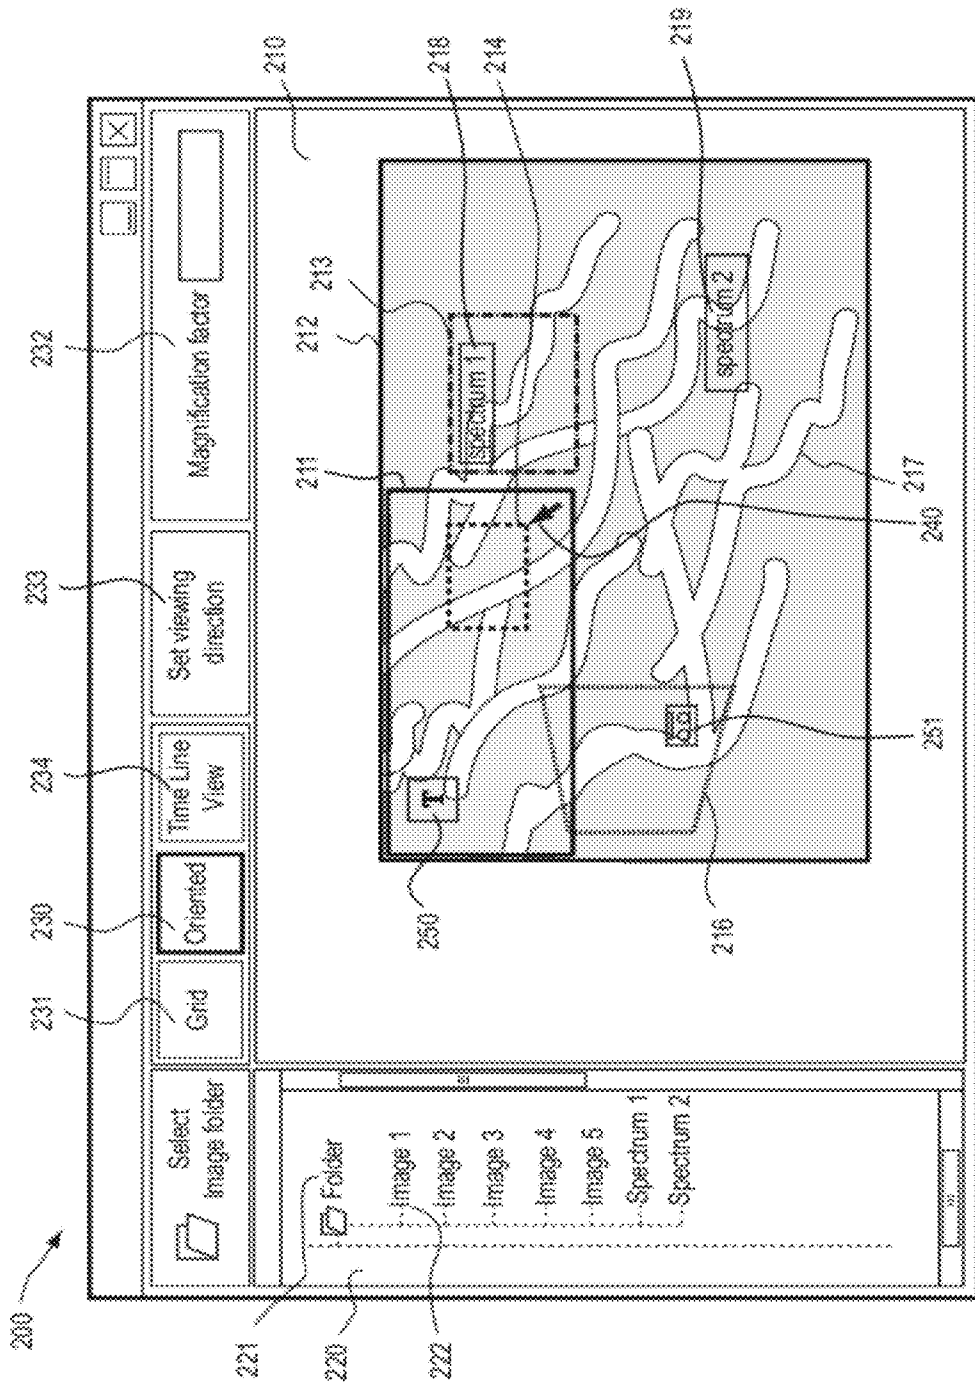 200
231
230
234
233
232
Select
Image folder
Grid
Oriented
Time Line
View
Set viewing
direction
Magnification factor
221
220
222
Folder
Image 1
Image 2
Image 3
Image 4
Image 5
Spectrum 1
Spectrum 2
211
212
213
210
218
214
219
T
spectrum 1
spectrum 2
250
216
251
240
217